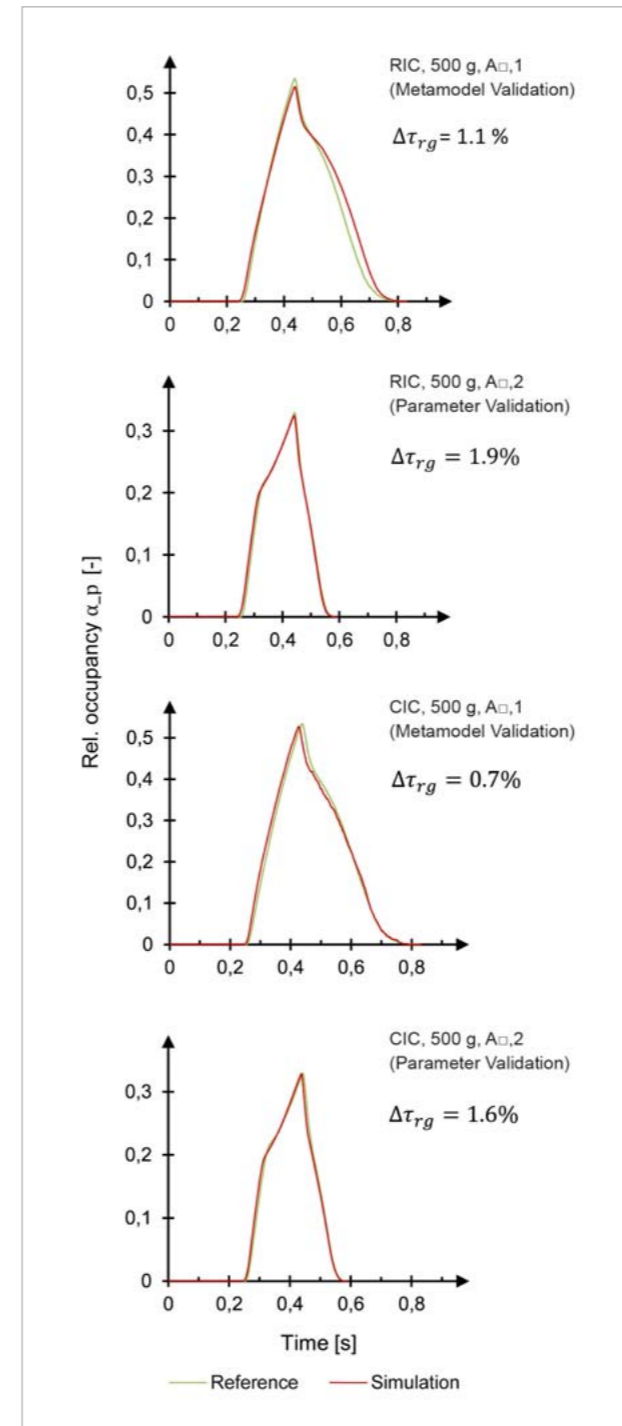 RIC, 500 g, A□,1
(Metamodel Validation)
Δτrg = 1.1 %
0,5
0,4
0,3
0,2
0,1
0
0 0,2 0,4 0,6 0,8
RIC, 500 g, A□,2
(Parameter Validation)
Δτrg = 1.9%
0,3
0,2
0,1
0
0 0,2 0,4 0,6 0,8
Rel. occupancy α_p [-]
CIC, 500 g, A□,1
(Metamodel Validation)
Δτrg = 0.7%
0,5
0,4
0,3
0,2
0,1
0
0 0,2 0,4 0,6 0,8
CIC, 500 g, A□,2
(Parameter Validation)
Δτrg = 1.6%
0,3
0,2
0,1
0
0 0,2 0,4 0,6 0,8
Time [s]
Reference Simulation